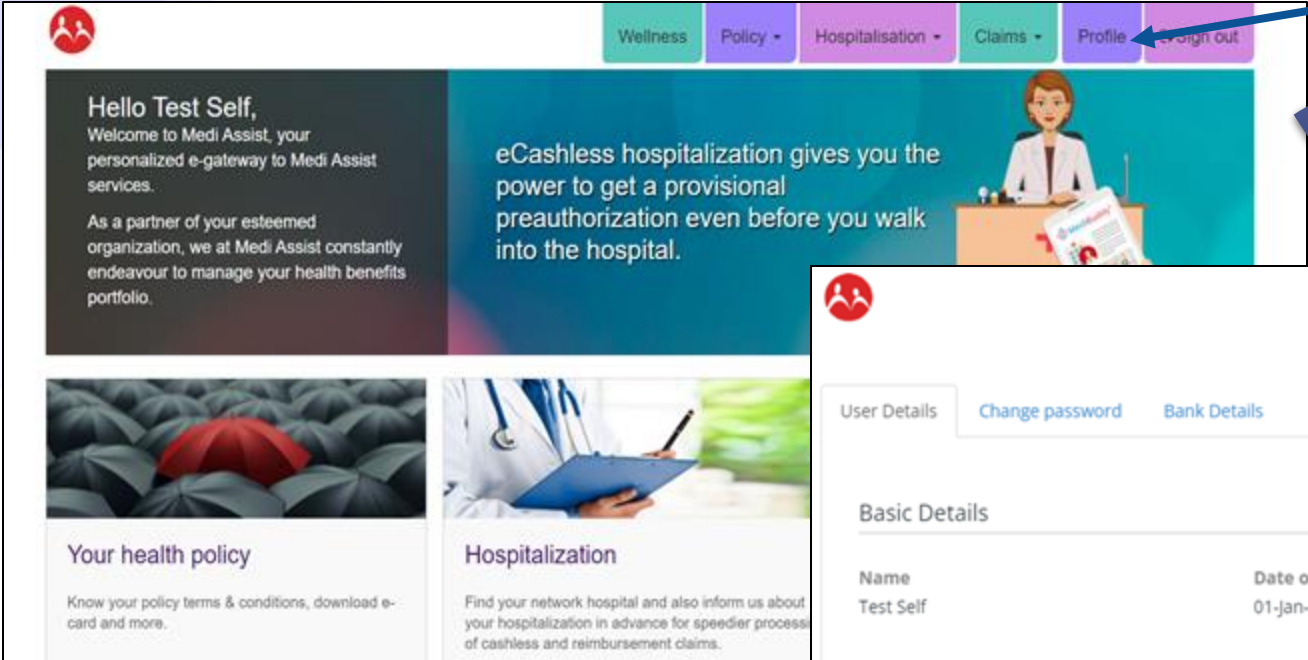 Wellness
Policy
Hospitalisation
Claims
Profile
Sign out
Hello Test Self,
Welcome to Medi Assist, your
personalized e-gateway to Medi Assist
services.
As a partner of your esteemed
organization, we at Medi Assist constantly
endeavour to manage your health benefits
portfolio.
eCashless hospitalization gives you the
power to get a provisional
preauthorization even before you walk
into the hospital.
Your health policy
Know your policy terms & conditions, download e-
card and more.
Hospitalization
Find your network hospital and also inform us about
your hospitalization in advance for speedier processi
of cashless and reimbursement claims.
User Details
Change password
Bank Details
Basic Details
Name
Date o
Test Self
01-Jan-